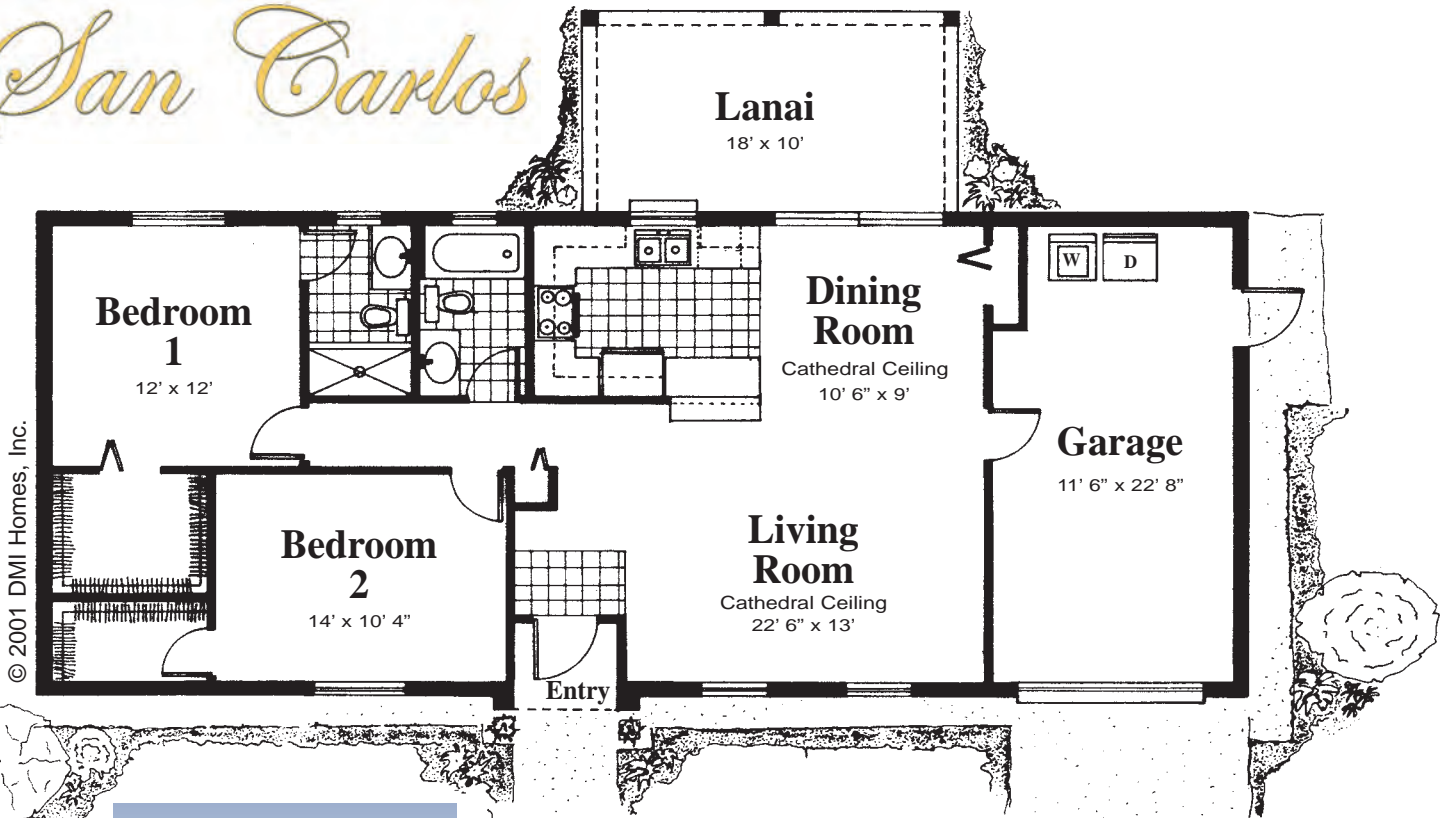 San Carlos
Lanai
18’ x 10’
Bedroom
1
12’ x 12’
Dining
Room
Cathedral Ceiling
10’ 6” x 9’
W
D
Garage
11’ 6” x 22’ 8”
Bedroom
2
14’ x 10’ 4”
Living
Room
Cathedral Ceiling
22’ 6” x 13’
Entry
© 2001 DMI Homes, Inc.